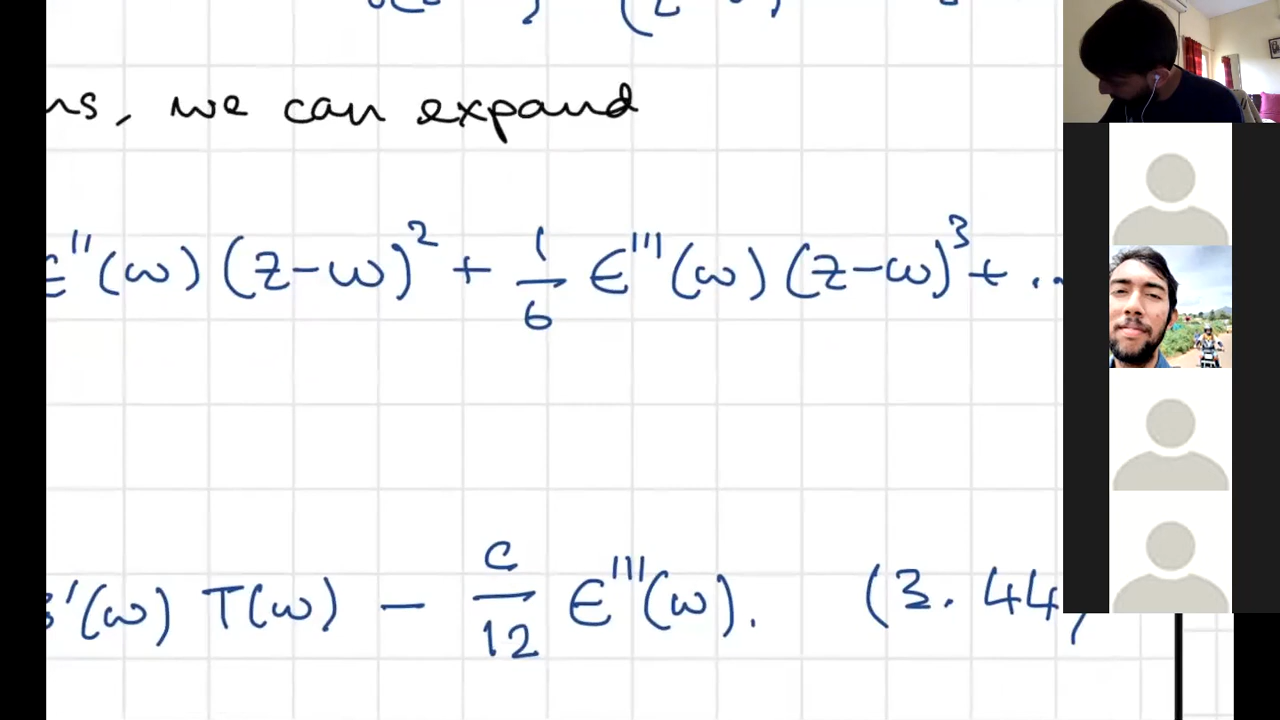 ns, we can expand
ϵ''(ω) (z-ω)² + 1/6 ϵ'''(ω) (z-ω)³ + ...
'(ω) T(ω) - c/12 ϵ'''(ω). (3.44)